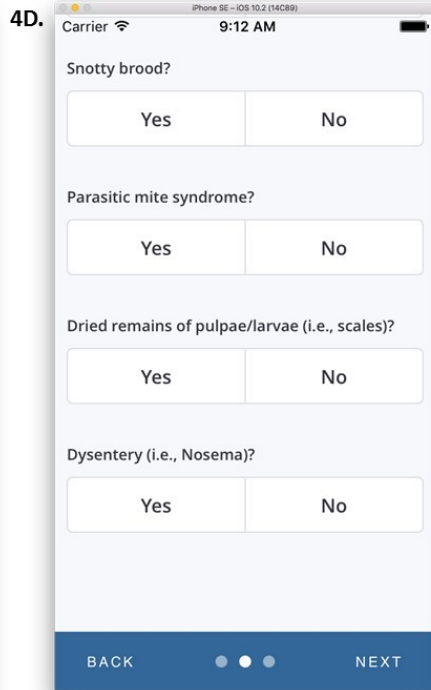 4D.
iPhone SE – iOS 10.2 (14C89)
Carrier 9:12 AM
Snotty brood?
Yes No
Parasitic mite syndrome?
Yes No
Dried remains of pulpae/larvae (i.e., scales)?
Yes No
Dysentery (i.e., Nosema)?
Yes No
BACK NEXT